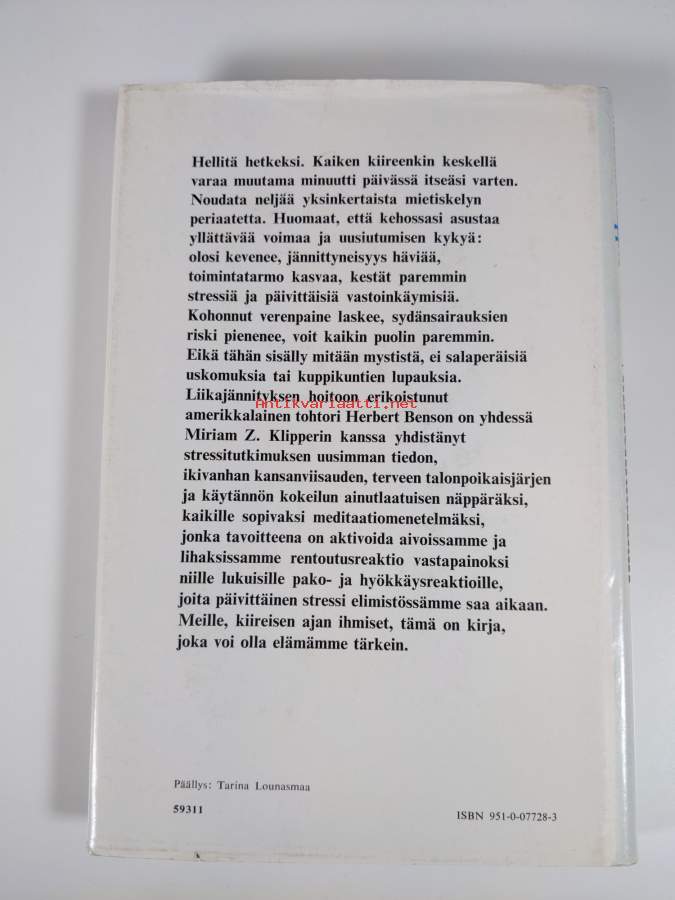 Hellitä hetkeksi. Kaiken kiireenkin keskellä
varaa muutama minuutti päivässä itseäsi varten.
Noudata neljää yksinkertaista mietiskelyn
periaatetta. Huomaat, että kehossasi asustaa
yllättävää voimaa ja uusiutumisen kykyä:
olosi kevenee, jännittyneisyys häviää,
toimintatarmo kasvaa, kestät paremmin
stressiä ja päivittäisiä vastoinkäymisiä.
Kohonnut verenpaine laskee, sydänsairauksien
riski pienenee, voit kaikin puolin paremmin.
Eikä tähän sisälly mitään mystistä, ei salaperäisiä
uskomuksia tai kuppikuntien lupauksia.
Liikajännityksen hoitoon erikoistunut
Antikvariaatti.net
amerikkalainen tohtori Herbert Benson on yhdessä
Miriam Z. Klipperin kanssa yhdistänyt
stressitutkimuksen uusimman tiedon,
ikivanhan kansanviisauden, terveen talonpoikaisjärjen
ja käytännön kokeilun ainutlaatuisen näppäräksi,
kaikille sopivaksi meditaatiomenetelmäksi,
jonka tavoitteena on aktivoida aivoissamme ja
lihaksissamme rentoutusreaktio vastapainoksi
niille lukuisille pako- ja hyökkäysreaktioille,
joita päivittäinen stressi elimistössämme saa aikaan.
Meille, kiireisen ajan ihmiset, tämä on kirja,
joka voi olla elämämme tärkein.
Päällys: Tarina Lounasmaa
59311
ISBN 951-0-07728-3